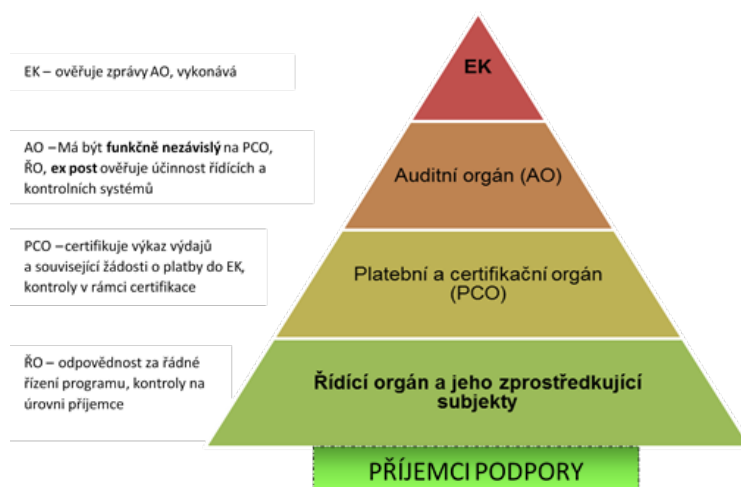 EK
EK – ověřuje zprávy AO, vykonává
AO – Má být funkčně nezávislý na PCO,
ŘO, ex post ověřuje účinnost řídících a
kontrolních systémů
Auditní orgán (AO)
PCO – certifikuje výkaz výdajů
a související žádosti o platby do EK,
kontroly v rámci certifikace
Platební a certifikační orgán
(PCO)
ŘO – odpovědnost za řádné
řízení programu, kontroly na
úrovni příjemce
Řídící orgán a jeho zprostředkující
subjekty
PŘÍJEMCI PODPORY